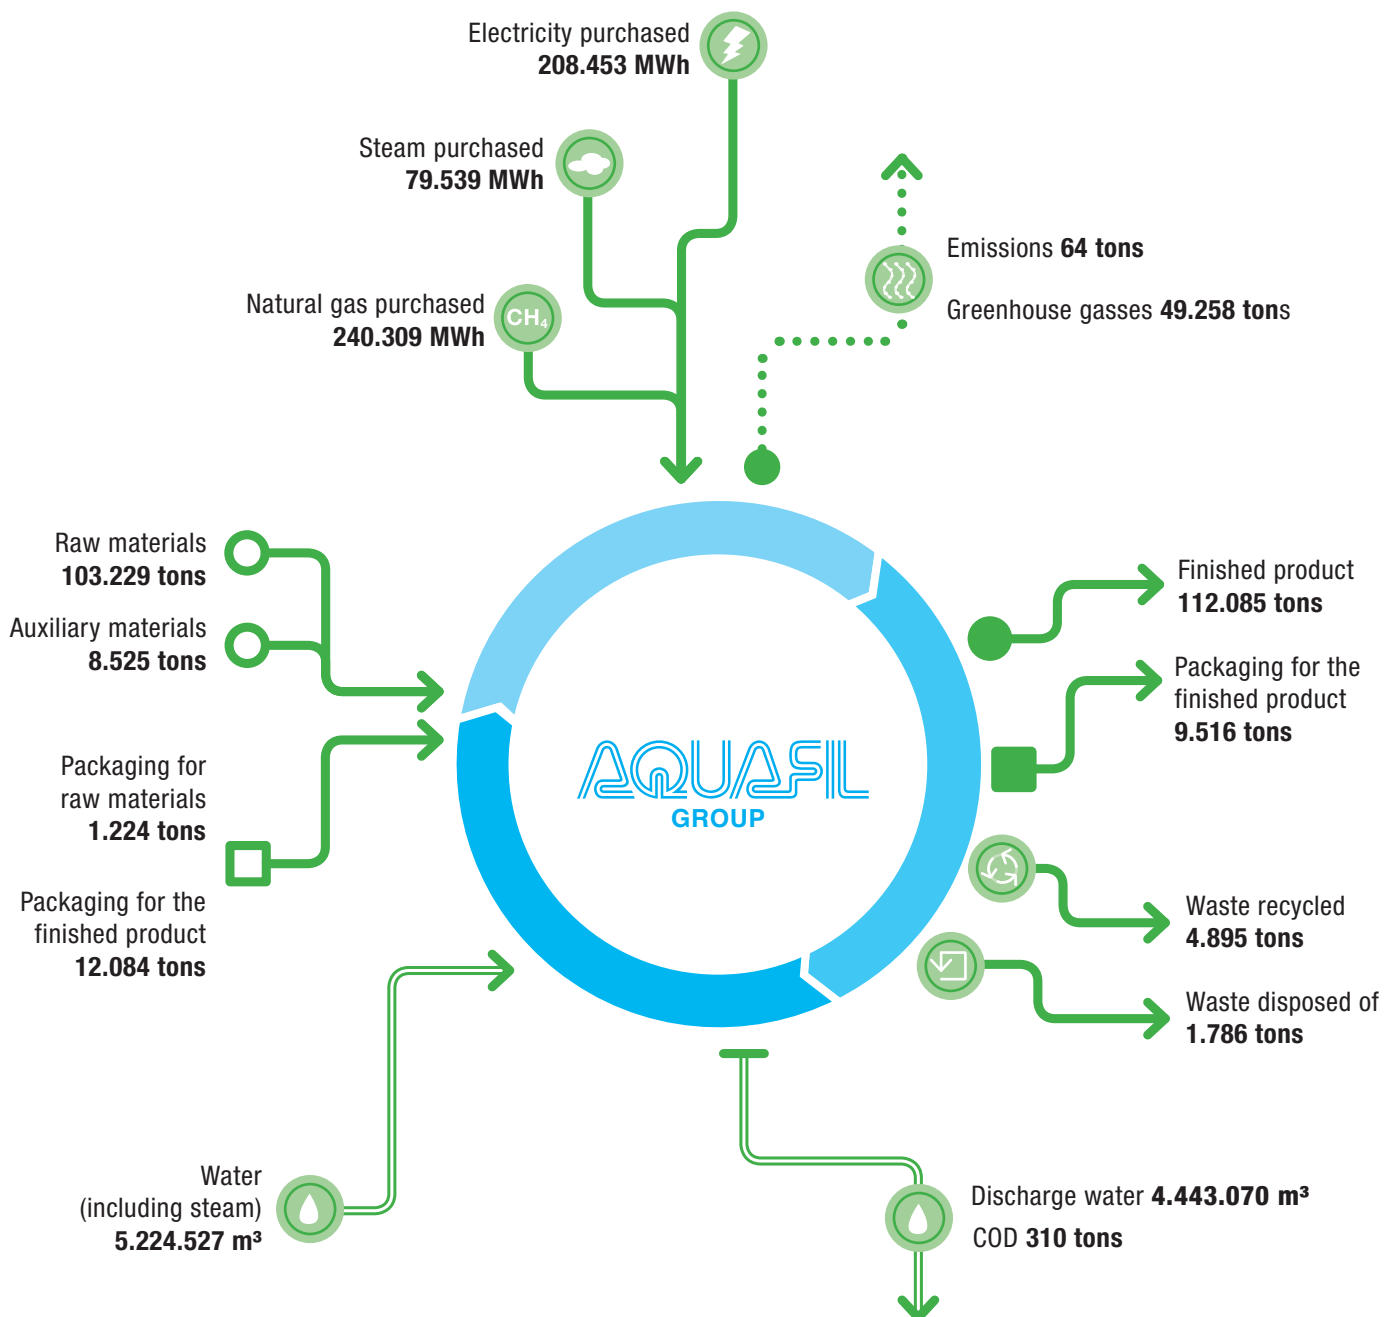 Electricity purchased
208.453 MWh
Steam purchased
79.539 MWh
Natural gas purchased
240.309 MWh
CH₄
Emissions 64 tons
Greenhouse gasses 49.258 tons
Raw materials
103.229 tons
Auxiliary materials
8.525 tons
Packaging for
raw materials
1.224 tons
Packaging for the
finished product
12.084 tons
Water
(including steam)
5.224.527 m³
AQUAFIL
GROUP
Finished product
112.085 tons
Packaging for the
finished product
9.516 tons
Waste recycled
4.895 tons
Waste disposed of
1.786 tons
Discharge water 4.443.070 m³
COD 310 tons